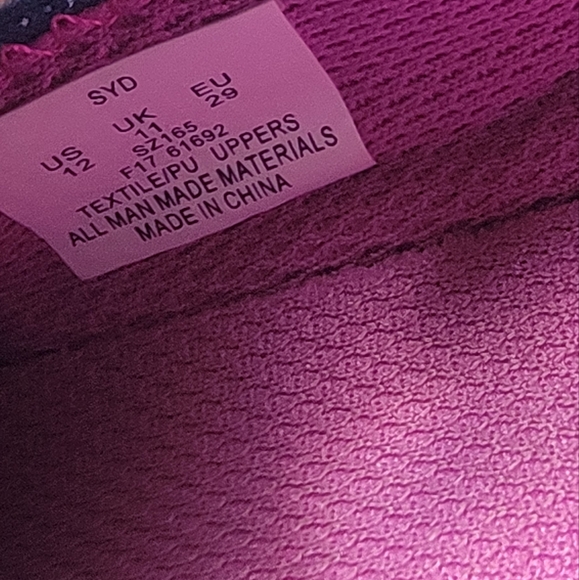 SYD
US UK EU
12 11 29
SZ165
F17 61692
TEXTILE/PU UPPERS
ALL MAN MADE MATERIALS
MADE IN CHINA